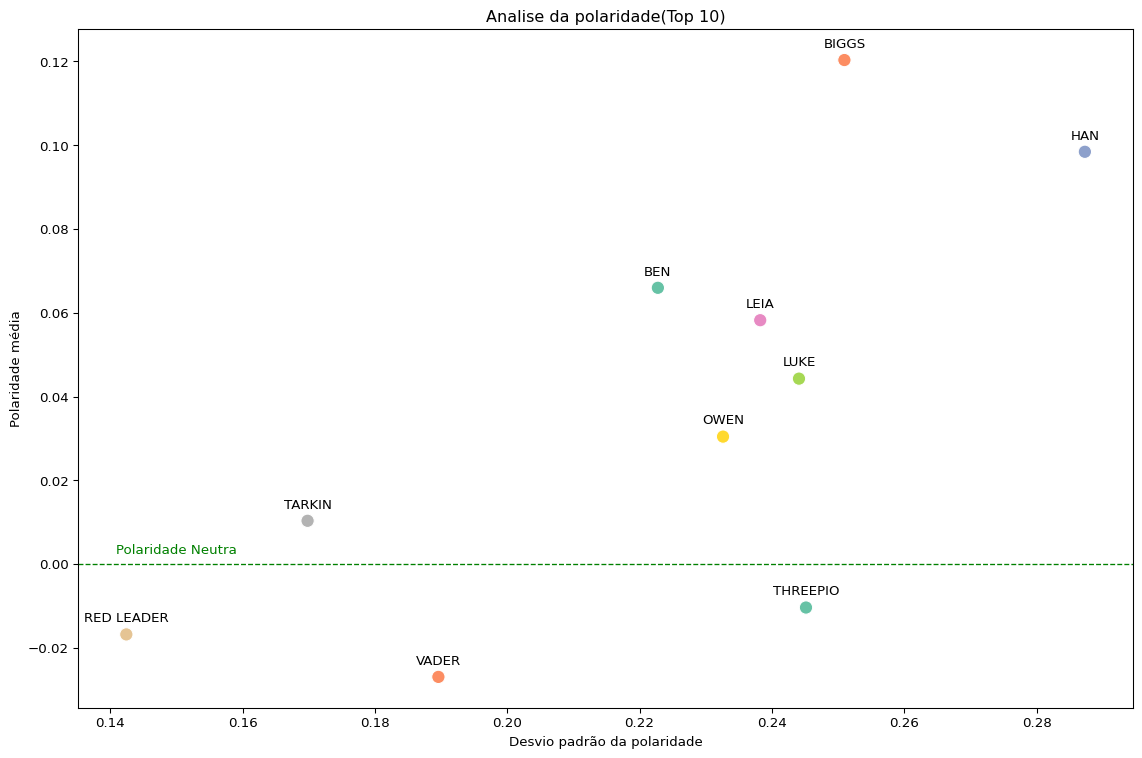 Analise da polaridade(Top 10)
BIGGS
0.12
HAN
0.10
0.08
BEN
LEIA
0.06
LUKE
Polaridade média
0.04
OWEN
0.02
TARKIN
Polaridade Neutra
0.00
THREEPIO
RED LEADER
−0.02
VADER
0.14 0.16 0.18 0.20 0.22 0.24 0.26 0.28
Desvio padrão da polaridade